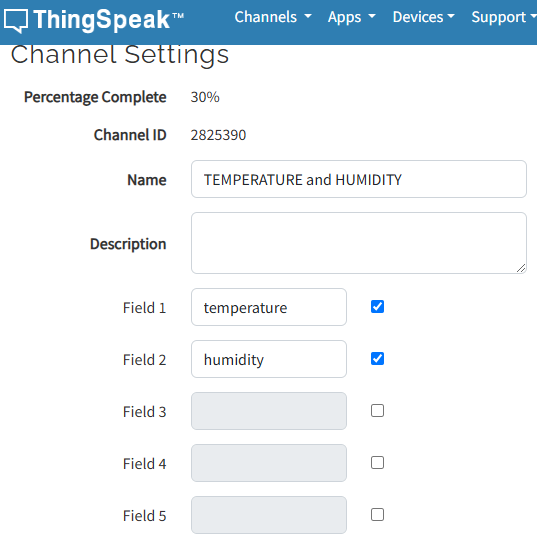 ThingSpeak™ Channels Apps Devices Support
Channel Settings
Percentage Complete 30%
Channel ID 2825390
Name TEMPERATURE and HUMIDITY
Description
Field 1 temperature
Field 2 humidity
Field 3
Field 4
Field 5